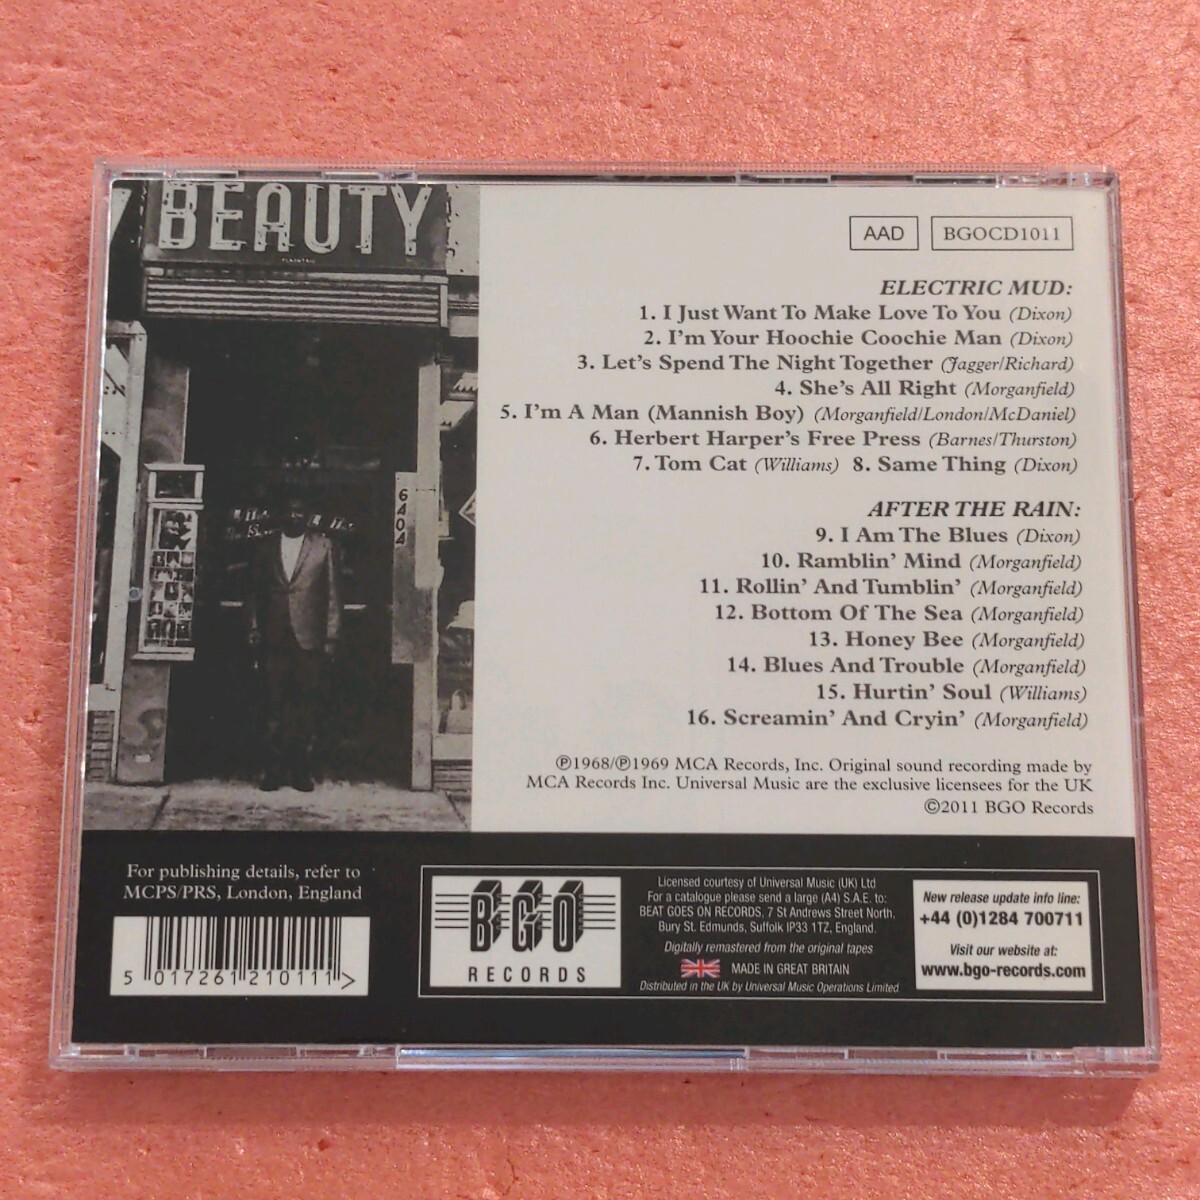 BEAUTY
6404
AAD
BGOCD1011
ELECTRIC MUD:
1. I Just Want To Make Love To You (Dixon)
2. I'm Your Hoochie Coochie Man (Dixon)
3. Let's Spend The Night Together (Jagger/Richard)
4. She's All Right (Morganfield)
5. I'm A Man (Mannish Boy) (Morganfield/London/McDaniel)
6. Herbert Harper's Free Press (Barnes/Thurston)
7. Tom Cat (Williams) 8. Same Thing (Dixon)
AFTER THE RAIN:
9. I Am The Blues (Dixon)
10. Ramblin' Mind (Morganfield)
11. Rollin' And Tumblin' (Morganfield)
12. Bottom Of The Sea (Morganfield)
13. Honey Bee (Morganfield)
14. Blues And Trouble (Morganfield)
15. Hurtin' Soul (Williams)
16. Screamin' And Cryin' (Morganfield)
℗1968/℗1969 MCA Records, Inc. Original sound recording made by
MCA Records Inc. Universal Music are the exclusive licensees for the UK
©2011 BGO Records
For publishing details, refer to
MCPS/PRS, London, England
5 017261 210111 >
BGO
RECORDS
Licensed courtesy of Universal Music (UK) Ltd
For a catalogue please send a large (A4) S.A.E. to:
BEAT GOES ON RECORDS, 7 St Andrews Street North,
Bury St. Edmunds, Suffolk IP33 1TZ, England.
Digitally remastered from the original tapes
MADE IN GREAT BRITAIN
Distributed in the UK by Universal Music Operations Limited
New release update info line:
+44 (0)1284 700711
Visit our website at:
www.bgo-records.com